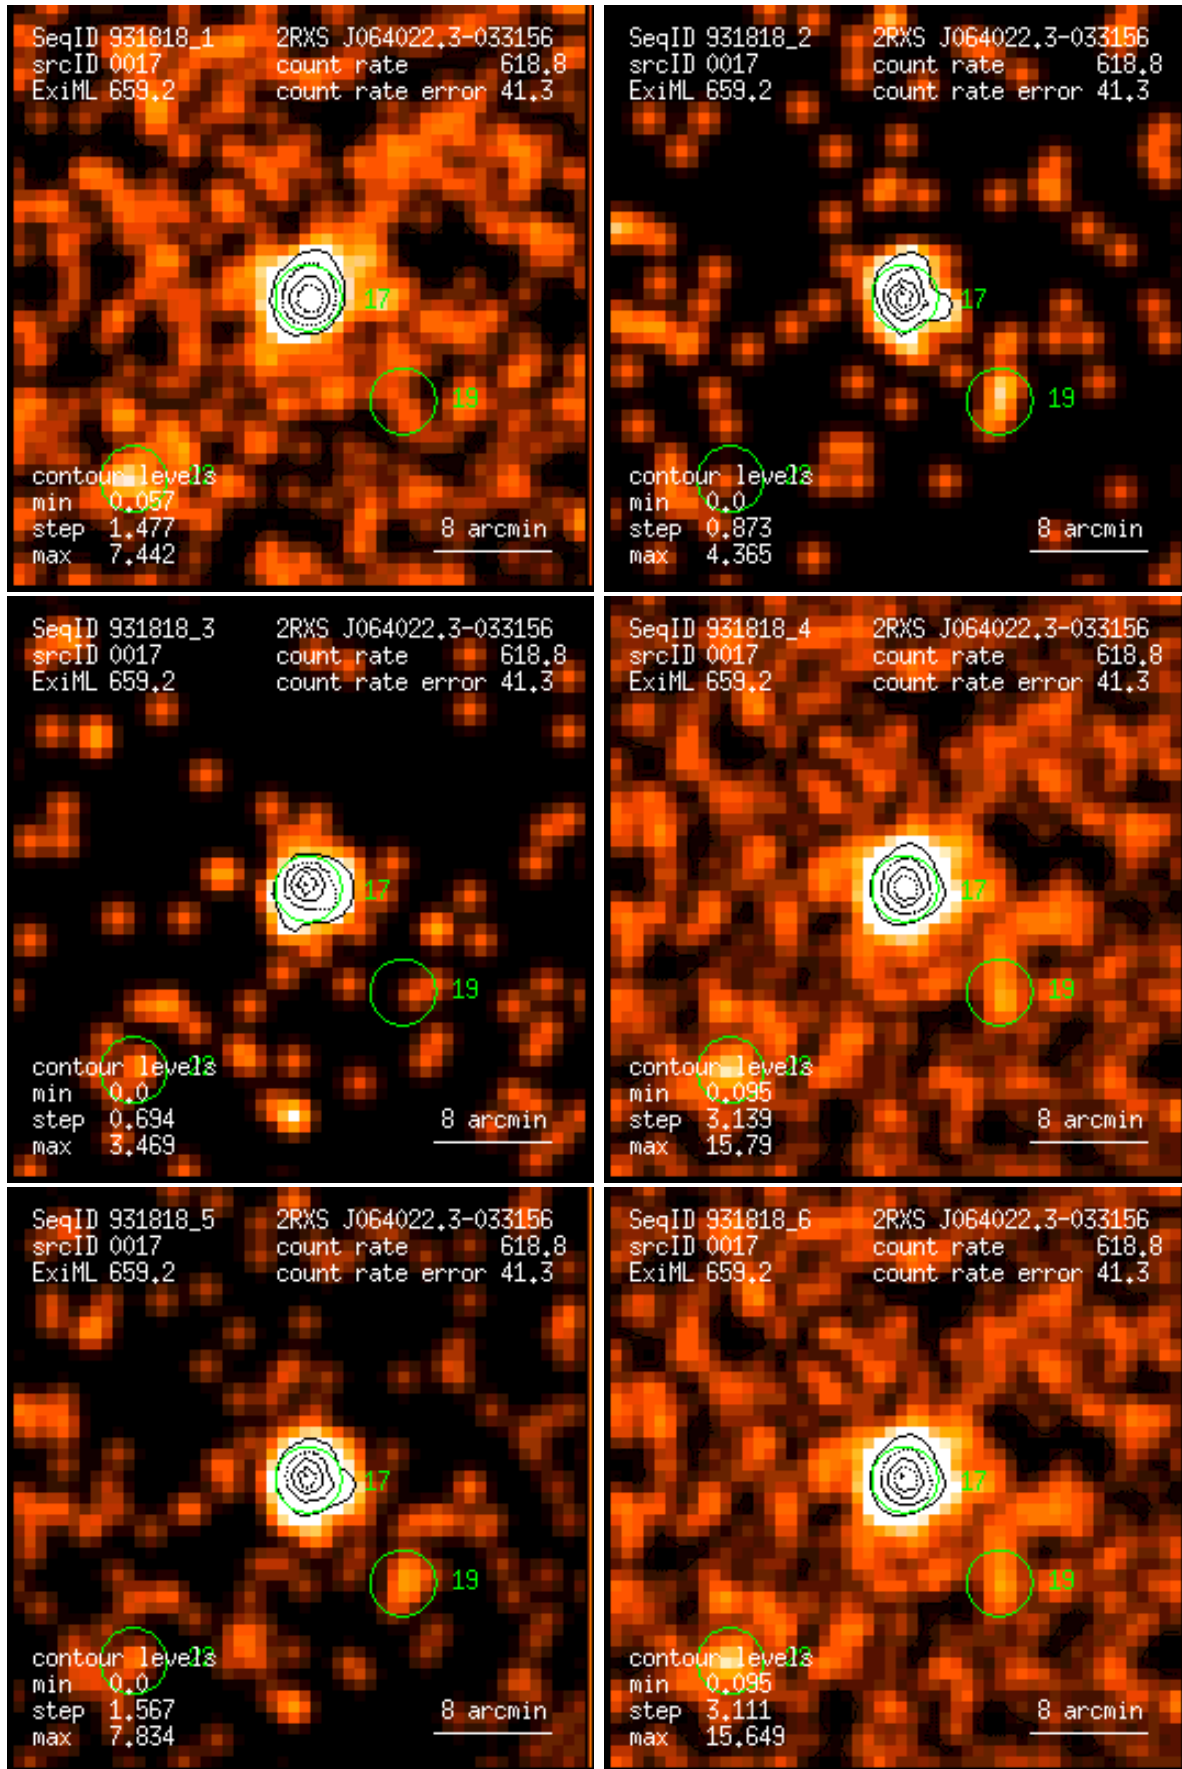 SeqID 931818_1 2RXS J064022.3-033156
srcID 0017 count rate 618.8
ExiML 659.2 count rate error 41.3
17
19
contour levels
min 0.057
step 1.477 8 arcmin
max 7.442
SeqID 931818_2 2RXS J064022.3-033156
srcID 0017 count rate 618.8
ExiML 659.2 count rate error 41.3
17
19
contour levels
min 0.0
step 0.873 8 arcmin
max 4.365
SeqID 931818_3 2RXS J064022.3-033156
srcID 0017 count rate 618.8
ExiML 659.2 count rate error 41.3
17
19
contour levels
min 0.0
step 0.694 8 arcmin
max 3.469
SeqID 931818_4 2RXS J064022.3-033156
srcID 0017 count rate 618.8
ExiML 659.2 count rate error 41.3
17
19
contour levels
min 0.095
step 3.139 8 arcmin
max 15.79
SeqID 931818_5 2RXS J064022.3-033156
srcID 0017 count rate 618.8
ExiML 659.2 count rate error 41.3
17
19
contour levels
min 0.0
step 1.567 8 arcmin
max 7.834
SeqID 931818_6 2RXS J064022.3-033156
srcID 0017 count rate 618.8
ExiML 659.2 count rate error 41.3
17
19
contour levels
min 0.095
step 3.111 8 arcmin
max 15.649